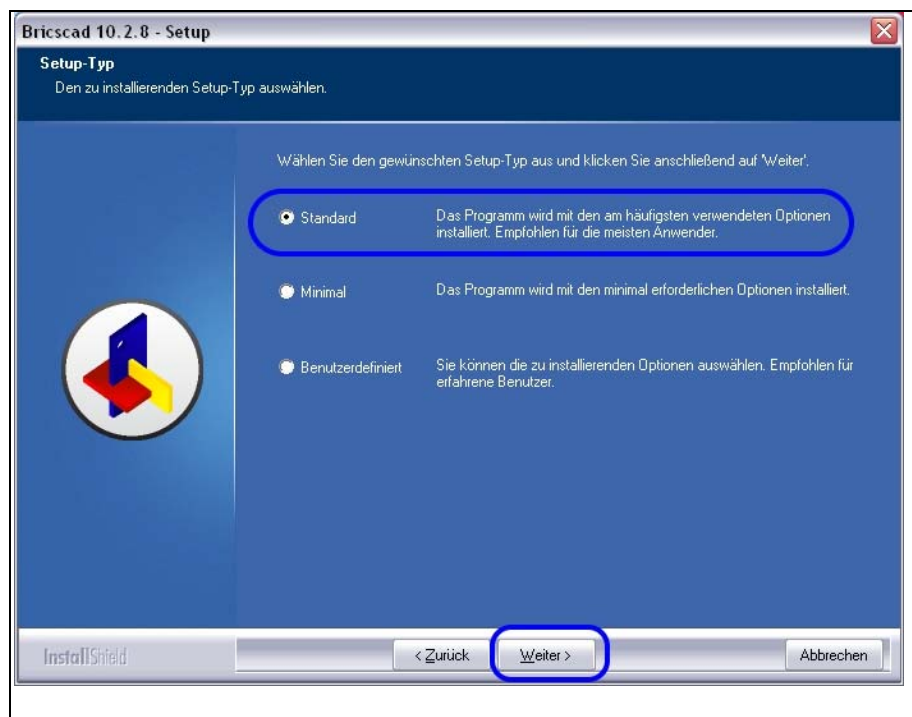 Bricscad 10.2.8 - Setup
Setup-Typ
Den zu installierenden Setup-Typ auswählen.
Wählen Sie den gewünschten Setup-Typ aus und klicken Sie anschließend auf 'Weiter'.
Standard
Das Programm wird mit den am häufigsten verwendeten Optionen
installiert. Empfohlen für die meisten Anwender.
Minimal
Das Programm wird mit den minimal erforderlichen Optionen installiert.
Benutzerdefiniert
Sie können die zu installierenden Optionen auswählen. Empfohlen für
erfahrene Benutzer.
InstallShield
< Zurück
Weiter >
Abbrechen